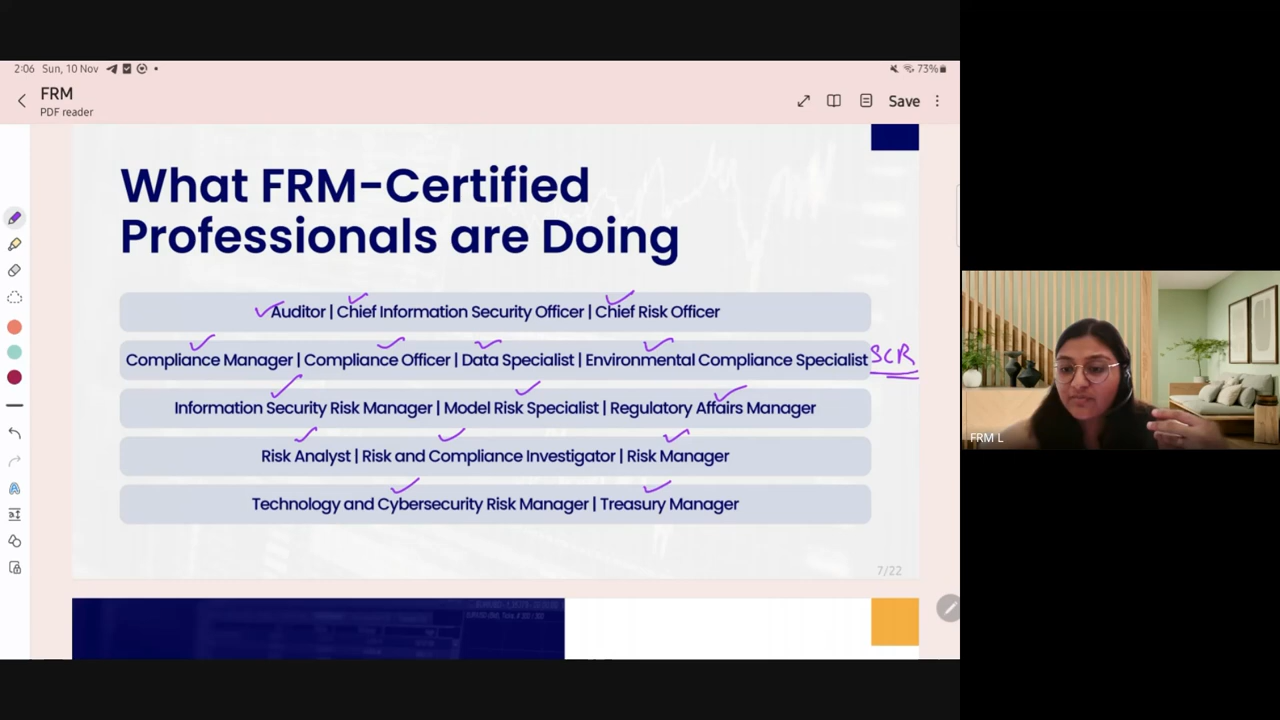 2:06 Sun, 10 Nov
73%
FRM
PDF reader
Save
What FRM-Certified
Professionals are Doing
Auditor | Chief Information Security Officer | Chief Risk Officer
Compliance Manager | Compliance Officer | Data Specialist | Environmental Compliance Specialist SCR
Information Security Risk Manager | Model Risk Specialist | Regulatory Affairs Manager
Risk Analyst | Risk and Compliance Investigator | Risk Manager
Technology and Cybersecurity Risk Manager | Treasury Manager
7/22
FRM L